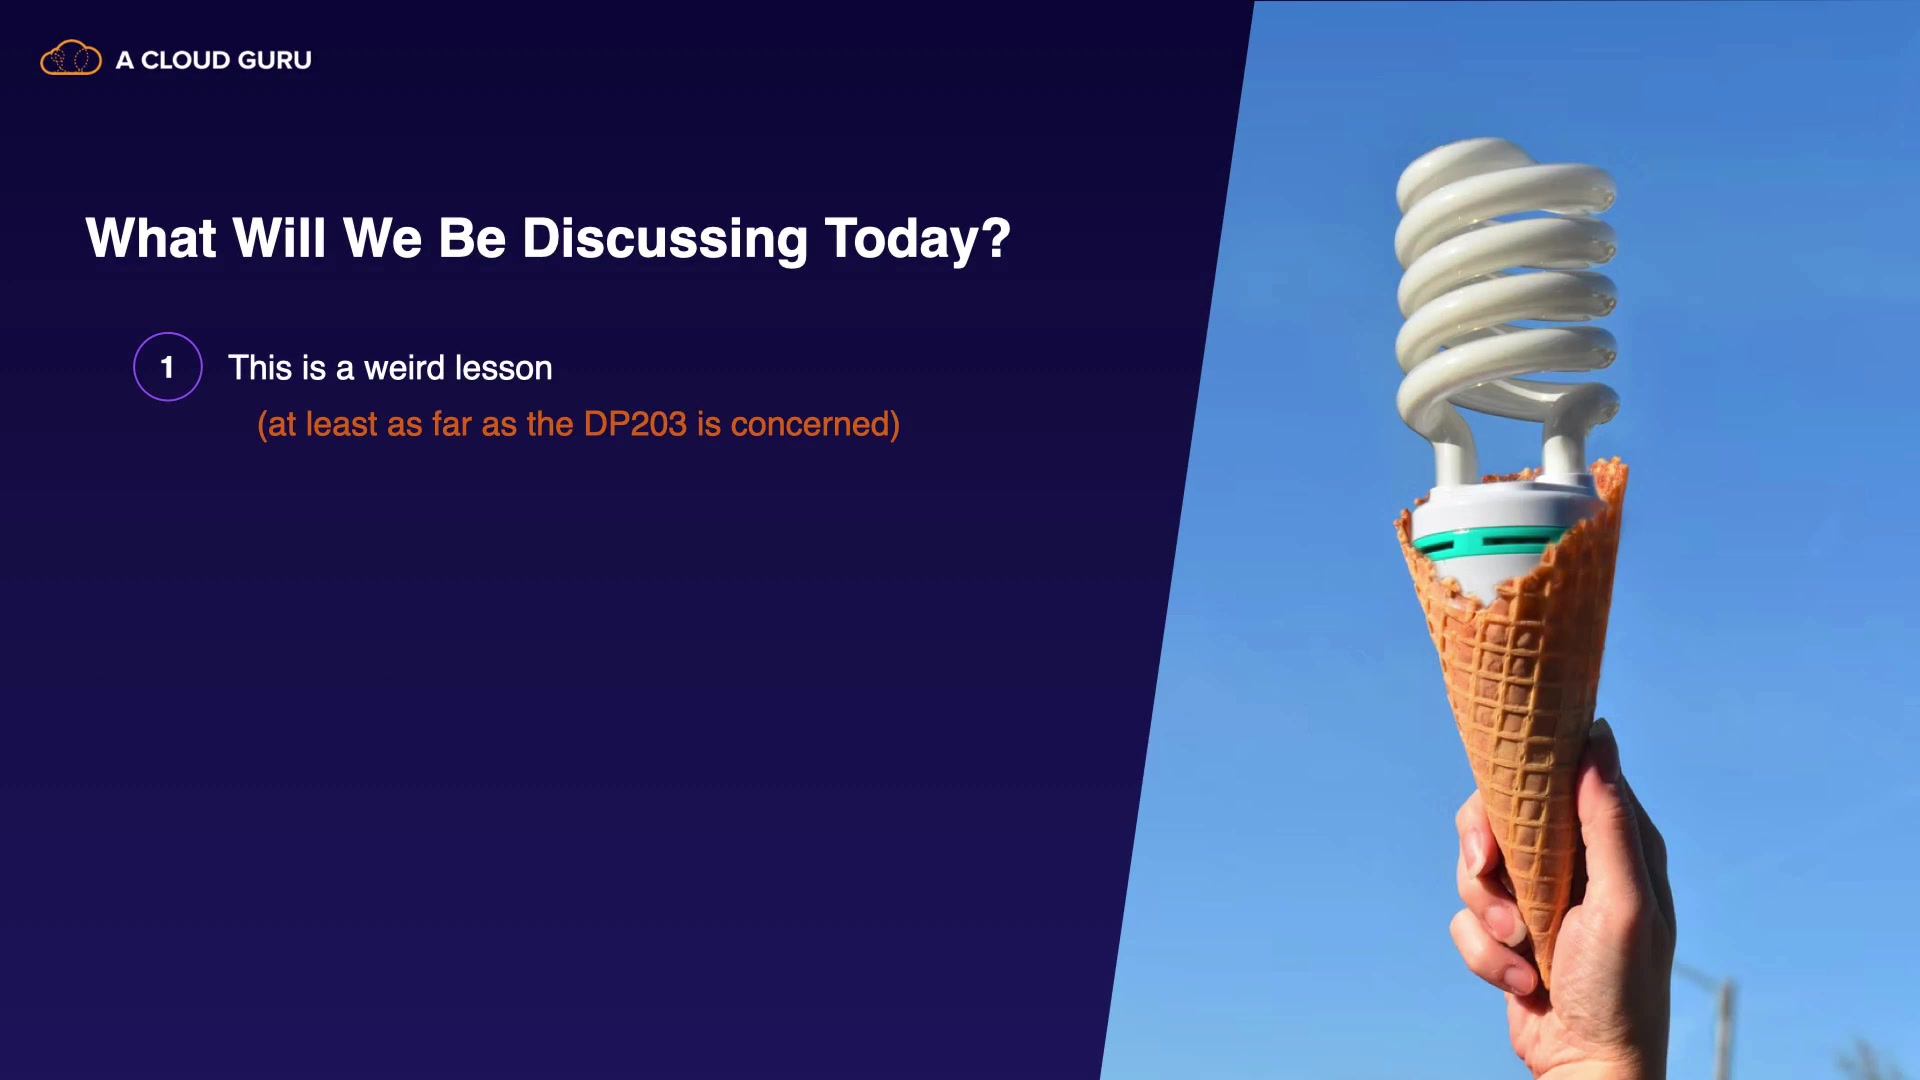 A CLOUD GURU
What Will We Be Discussing Today?
1 This is a weird lesson
(at least as far as the DP203 is concerned)